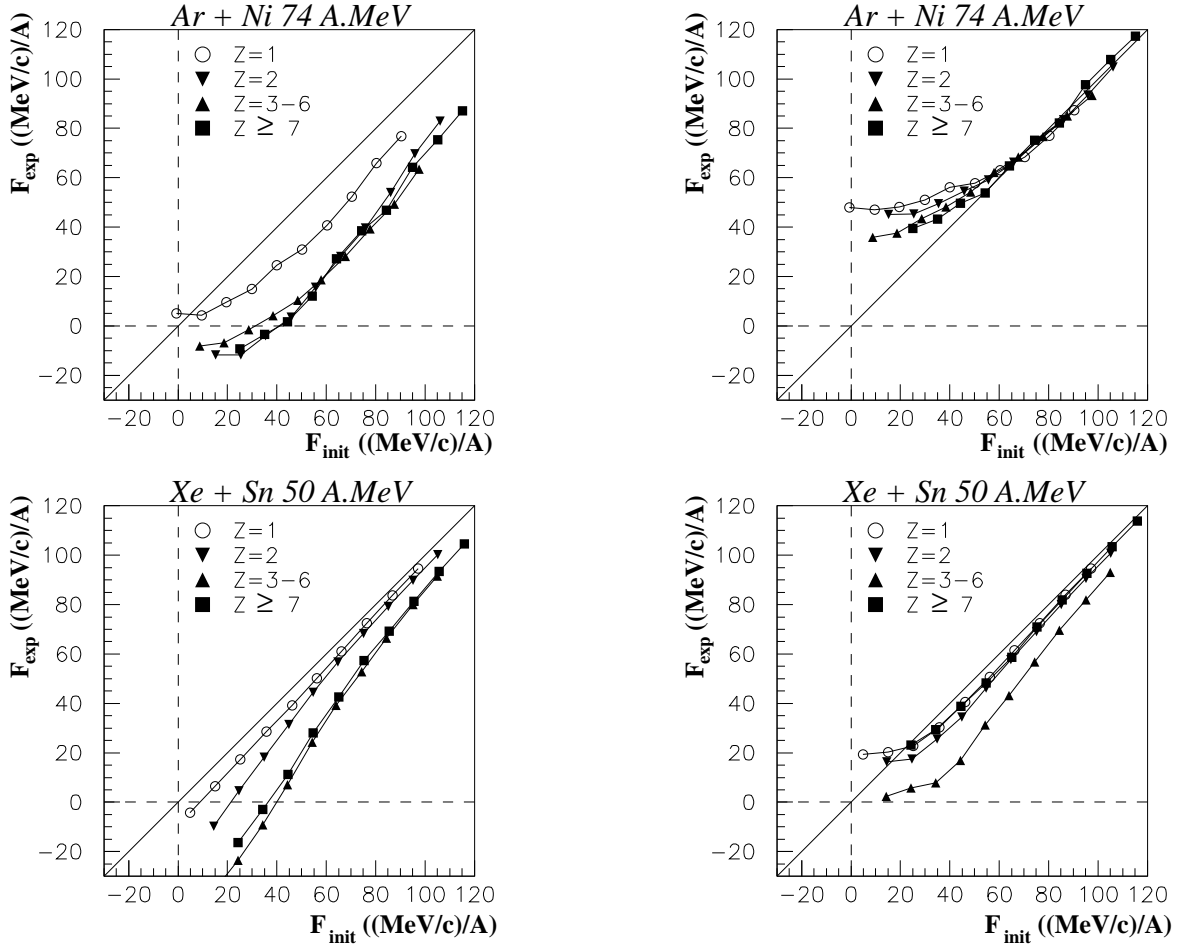 Ar + Ni 74 A.MeV
F_exp ((MeV/c)/A)
120
100
80
60
40
20
0
−20
Z=1
Z=2
Z=3−6
Z ≥ 7
−20 0 20 40 60 80 100 120
F_init ((MeV/c)/A)
Ar + Ni 74 A.MeV
F_exp ((MeV/c)/A)
120
100
80
60
40
20
0
−20
Z=1
Z=2
Z=3−6
Z ≥ 7
−20 0 20 40 60 80 100 120
F_init ((MeV/c)/A)
Xe + Sn 50 A.MeV
F_exp ((MeV/c)/A)
120
100
80
60
40
20
0
−20
Z=1
Z=2
Z=3−6
Z ≥ 7
−20 0 20 40 60 80 100 120
F_init ((MeV/c)/A)
Xe + Sn 50 A.MeV
F_exp ((MeV/c)/A)
120
100
80
60
40
20
0
−20
Z=1
Z=2
Z=3−6
Z ≥ 7
−20 0 20 40 60 80 100 120
F_init ((MeV/c)/A)